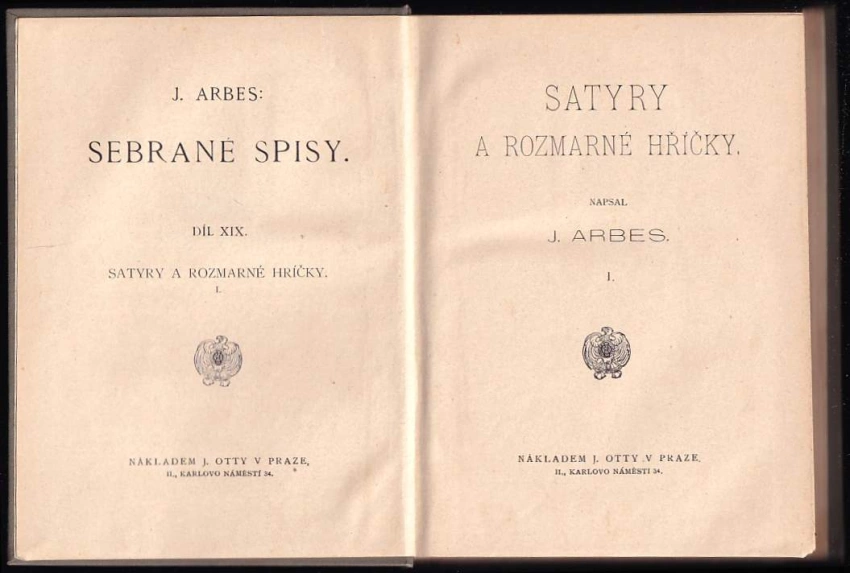 J. ARBES:
SEBRANÉ SPISY.
DÍL XIX.
SATYRY A ROZMARNÉ HŘÍČKY.
I.
NÁKLADEM J. OTTY V PRAZE,
II., KARLOVO NÁMĚSTÍ 34.
SATYRY
A ROZMARNÉ HŘÍČKY.
NAPSAL
J. ARBES.
I.
NÁKLADEM J. OTTY V PRAZE,
II., KARLOVO NÁMĚSTÍ 34.